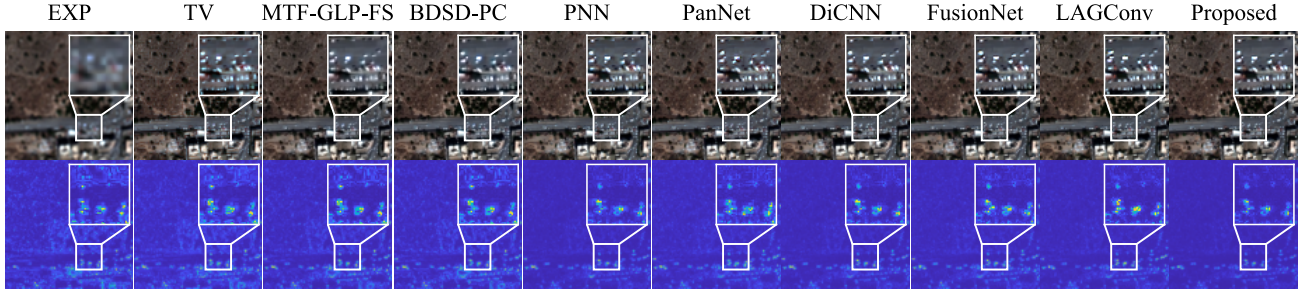 EXP TV MTF-GLP-FS BDSD-PC PNN PanNet DiCNN FusionNet LAGConv Proposed